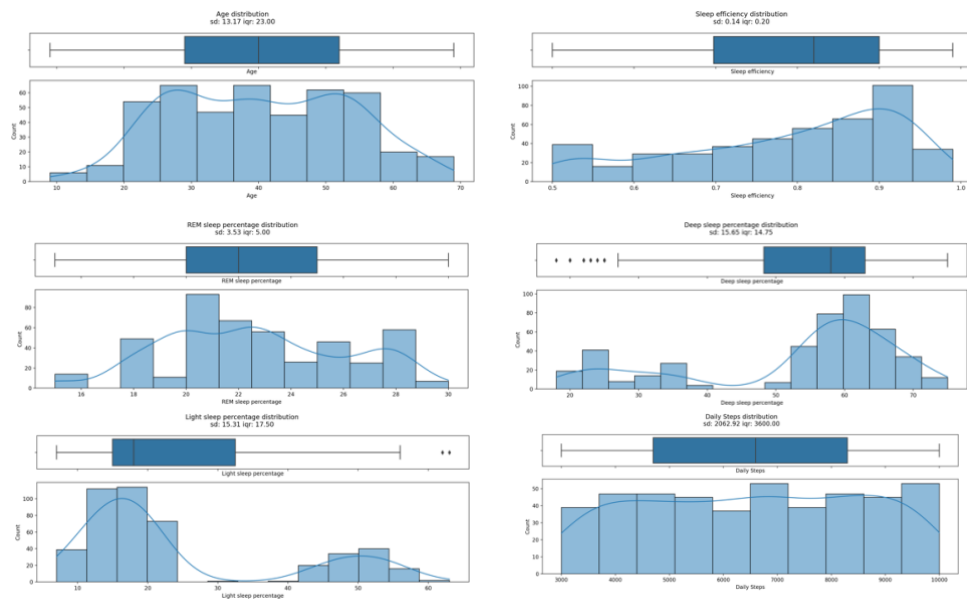 Age distribution
sd: 13.17 iqr: 23.00
Age
Count
60
50
40
30
20
10
0
10
20
30
40
50
60
70
Age
Sleep efficiency distribution
sd: 0.14 iqr: 0.20
Sleep efficiency
Count
100
80
60
40
20
0
0.5
0.6
0.7
0.8
0.9
1.0
Sleep efficiency
REM sleep percentage distribution
sd: 3.53 iqr: 5.00
REM sleep percentage
Count
80
60
40
20
0
16
18
20
22
24
26
28
30
REM sleep percentage
Deep sleep percentage distribution
sd: 15.65 iqr: 14.75
Deep sleep percentage
Count
100
80
60
40
20
0
20
30
40
50
60
70
Deep sleep percentage
Light sleep percentage distribution
sd: 15.31 iqr: 17.50
Light sleep percentage
Count
100
80
60
40
20
0
10
20
30
40
50
60
Light sleep percentage
Daily Steps distribution
sd: 2062.92 iqr: 3600.00
Daily Steps
Count
50
40
30
20
10
0
3000
4000
5000
6000
7000
8000
9000
10000
Daily Steps